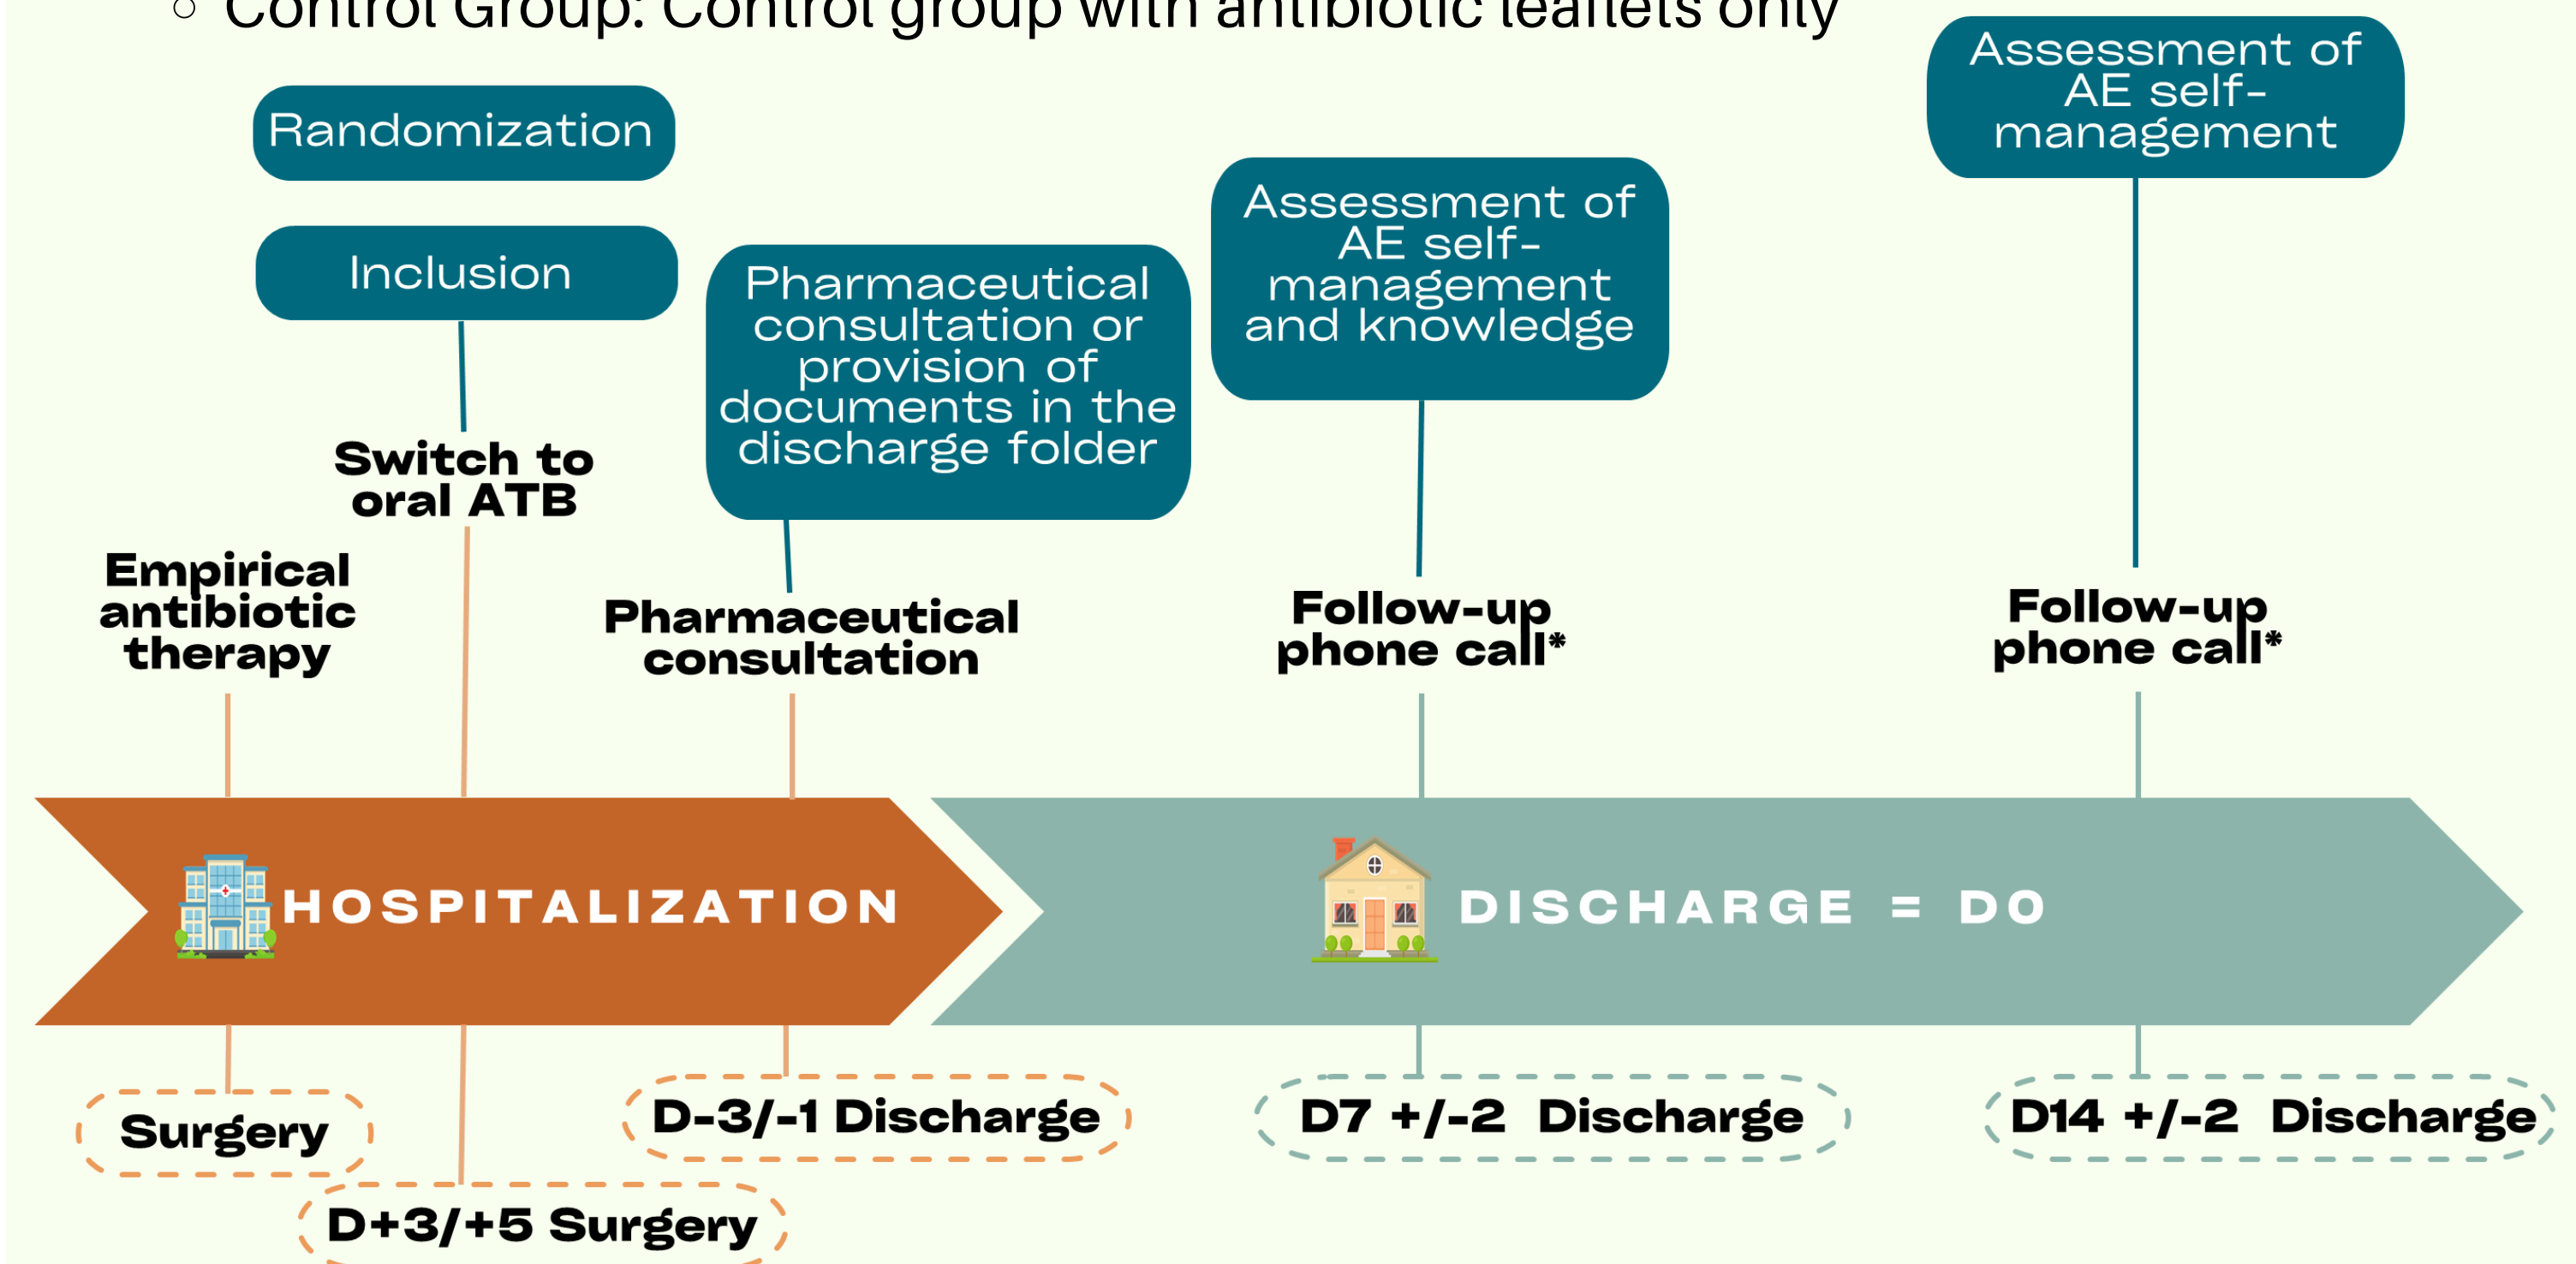 ○ Control Group: Control group with antibiotic leaflets only
Randomization
Inclusion
Switch to
oral ATB
Empirical
antibiotic
therapy
Pharmaceutical
consultation or
provision of
documents in the
discharge folder
Pharmaceutical
consultation
Assessment of
AE self-
management
and knowledge
Follow-up
phone call*
Assessment of
AE self-
management
Follow-up
phone call*
HOSPITALIZATION
DISCHARGE = D0
Surgery
D+3/+5 Surgery
D-3/-1 Discharge
D7 +/-2 Discharge
D14 +/-2 Discharge